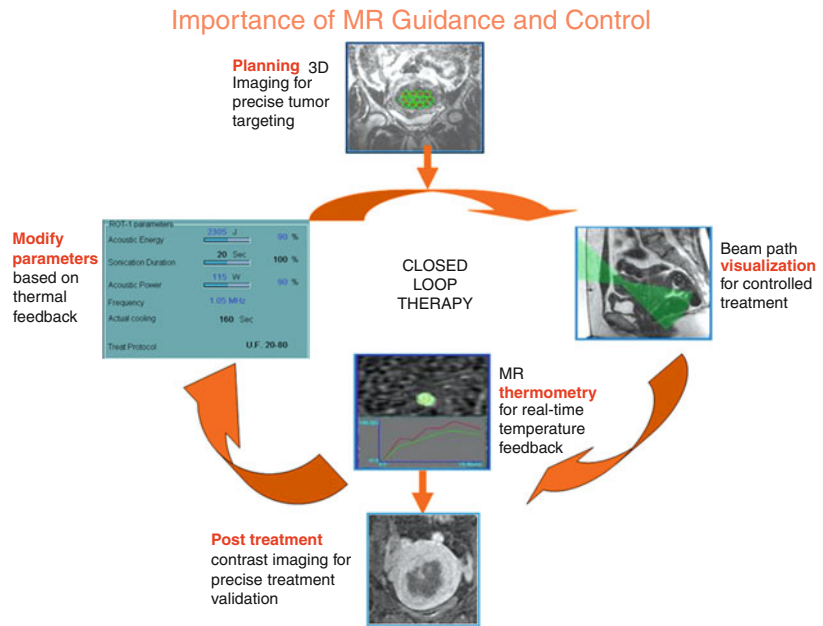 Importance of MR Guidance and Control
Planning 3D
Imaging for
precise tumor
targeting
ROT-1 parameters
Acoustic Energy 2305 J 90 %
Sonication Duration 20 Sec 100 %
Acoustic Power 115 W 90 %
Frequency 1.05 MHz
Actual cooling 160 Sec
Treat Protocol U.F. 20-80
Modify
parameters
based on
thermal
feedback
CLOSED
LOOP
THERAPY
Beam path
visualization
for controlled
treatment
MR
thermometry
for real-time
temperature
feedback
Post treatment
contrast imaging for
precise treatment
validation